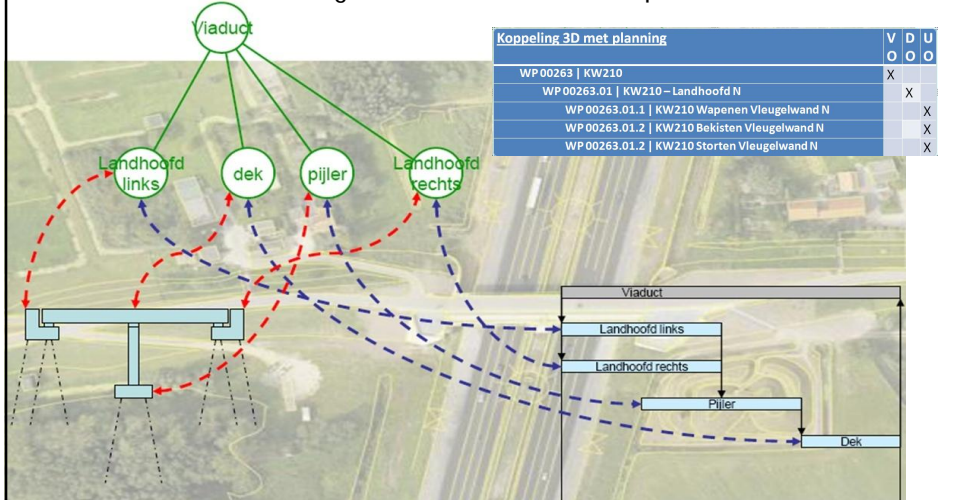 Viaduct
Koppeling 3D met planning
V D U
O O O
WP 00263 | KW210 X
WP 00263.01 | KW210 – Landhoofd N X
WP 00263.01.1 | KW210 Wapenen Vleugelwand N X
WP 00263.01.2 | KW210 Bekisten Vleugelwand N X
WP 00263.01.2 | KW210 Storten Vleugelwand N X
Landhoofd
links
dek
pijler
Landhoofd
rechts
Viaduct
Landhoofd links
Landhoofd rechts
Pijler
Dek